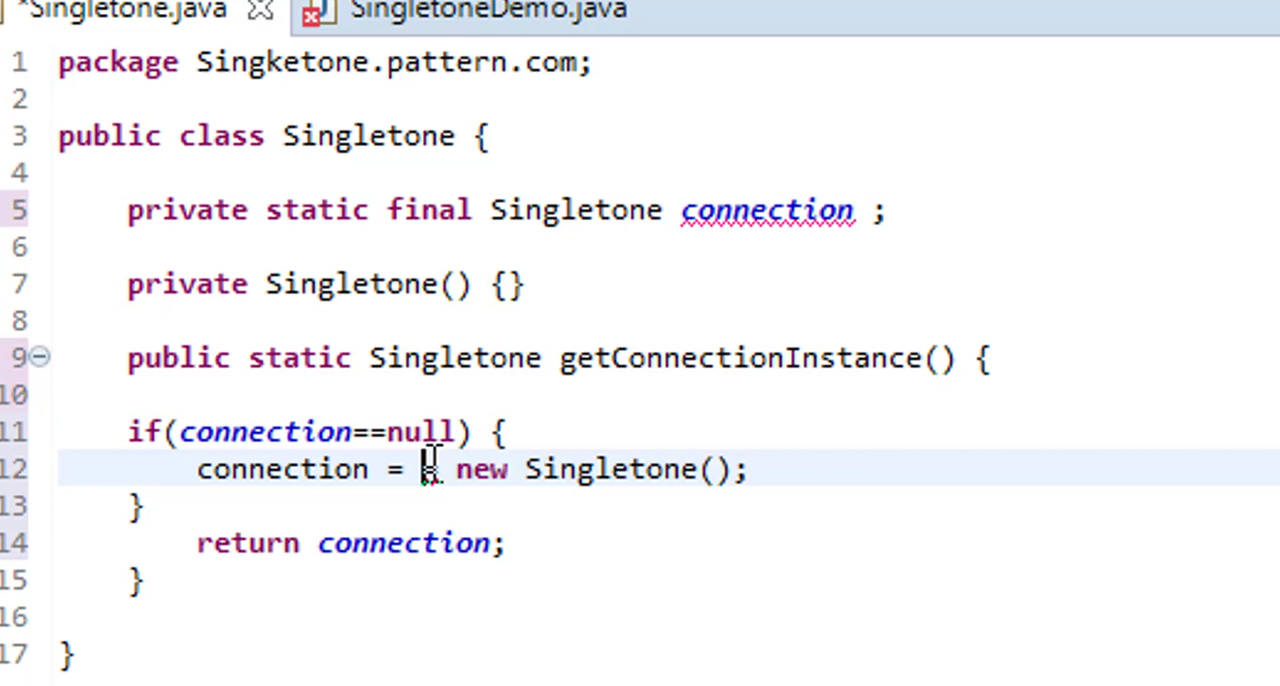 *Singletone.java SingletoneDemo.java
1 package Singketone.pattern.com;
2
3 public class Singletone {
4
5 private static final Singletone connection ;
6
7 private Singletone() {}
8
9 public static Singletone getConnectionInstance() {
10
11 if(connection==null) {
12 connection = new Singletone();
13 }
14 return connection;
15 }
16
17 }